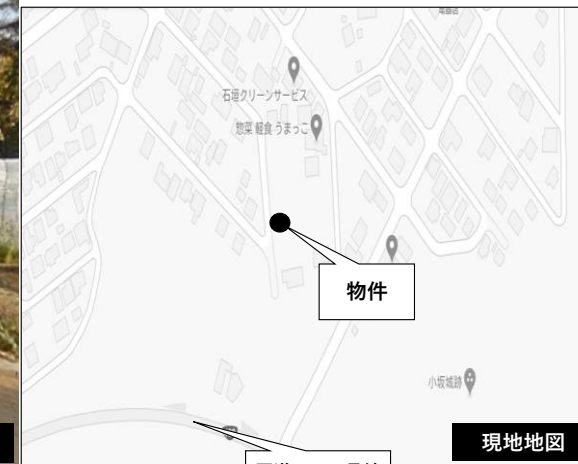 石垣クリーンサービス
惣菜 軽食 うまっこ
物件
小坂城跡
現地地図